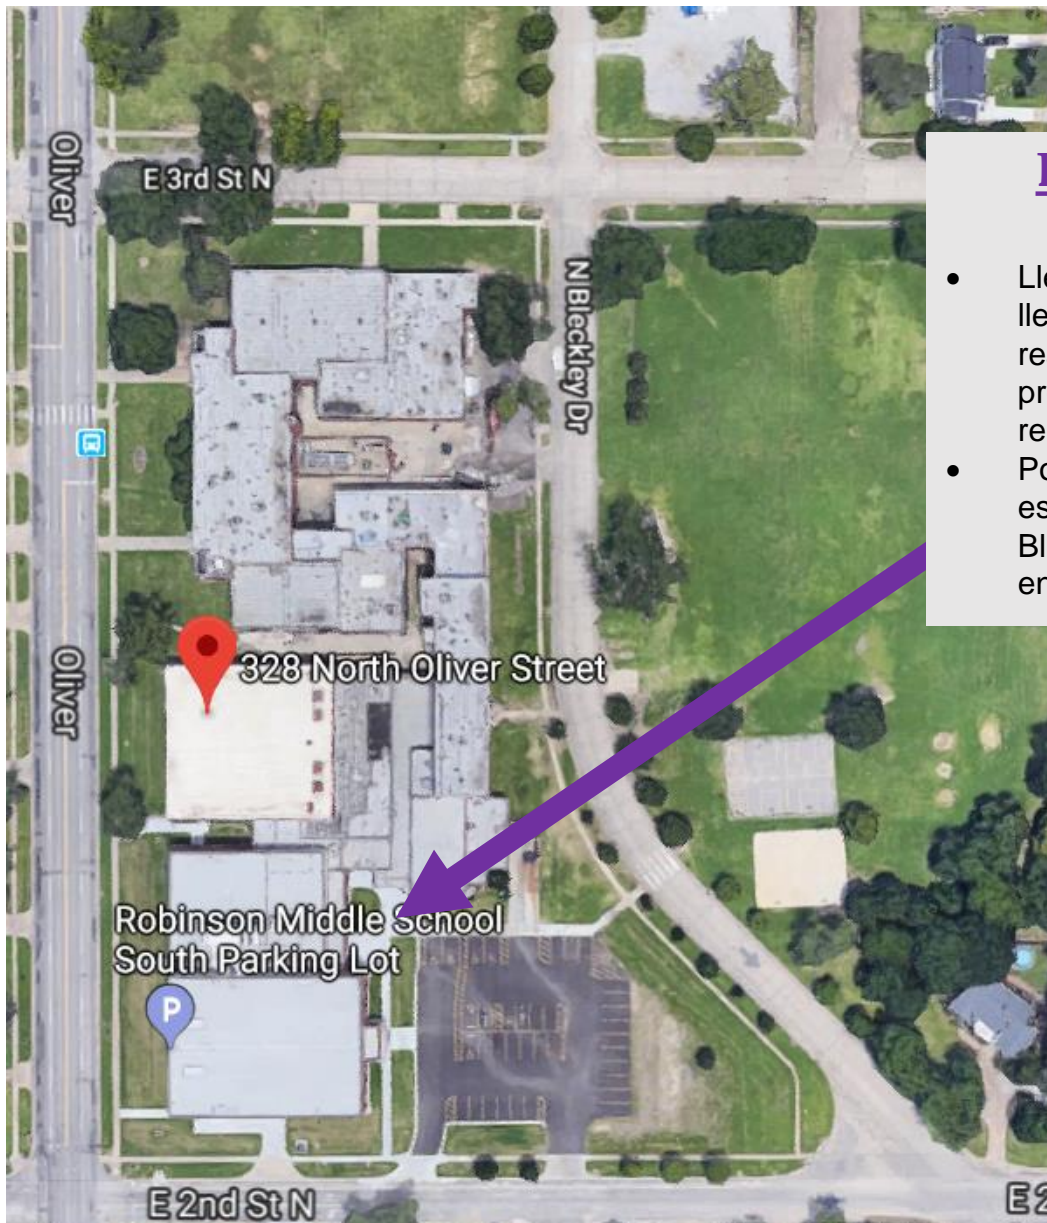 Oliver
E 3rd St N
N Bleckley Dr
328 North Oliver Street
Oliver
Robinson Middle School
South Parking Lot
P
E 2nd St N
E 2
• Lle
lle
re
pr
re
• Po
es
Bl
en